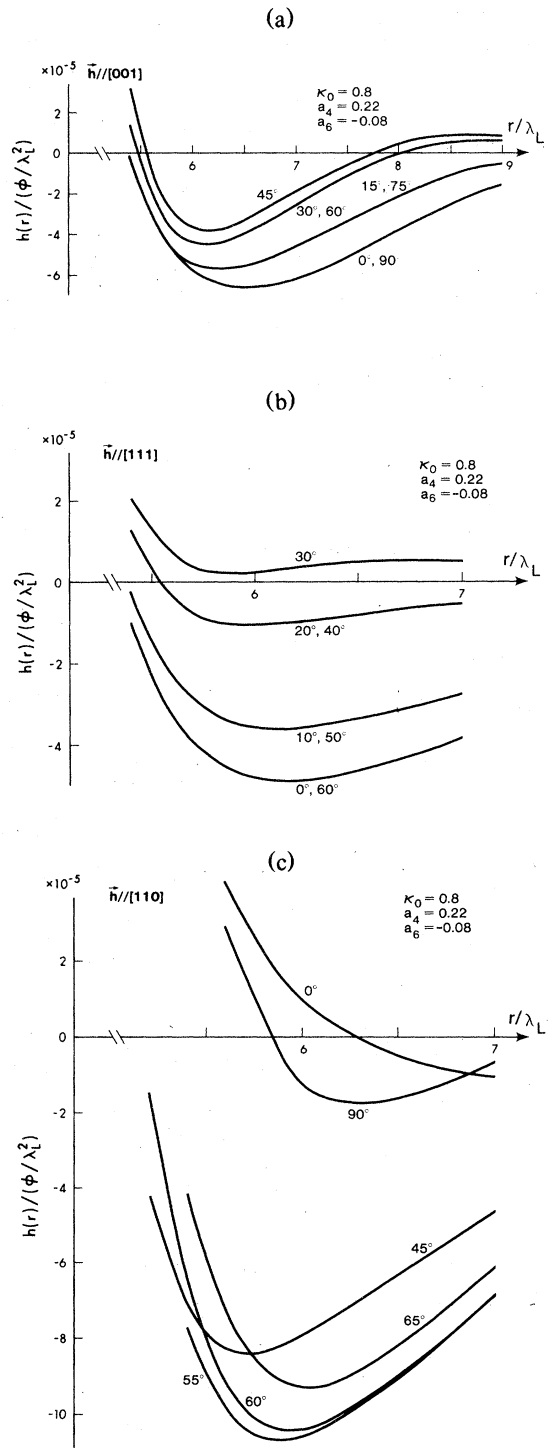 (a)
×10⁻⁵
h⃗//[001]
κ₀ = 0.8
a₄ = 0.22
a₆ = -0.08
r/λ_L
2
0
6
7
8
9
45°
15°, 75°
30°, 60°
-2
-4
0°, 90
-6
h(r)/(ϕ/λ_L²)
(b)
×10⁻⁵
h⃗//[111]
κ₀ = 0.8
a₄ = 0.22
a₆ = -0.08
2
30°
r/λ_L
0
6
7
20°, 40°
-2
10°, 50°
-4
0°, 60°
h(r)/(ϕ/λ_L²)
(c)
×10⁻⁵
h⃗//[110]
κ₀ = 0.8
a₄ = 0.22
a₆ = -0.08
2
0°
r/λ_L
0
6
7
90°
-2
-4
45°
-6
65°
-8
55°
60°
-10
h(r)/(ϕ/λ_L²)